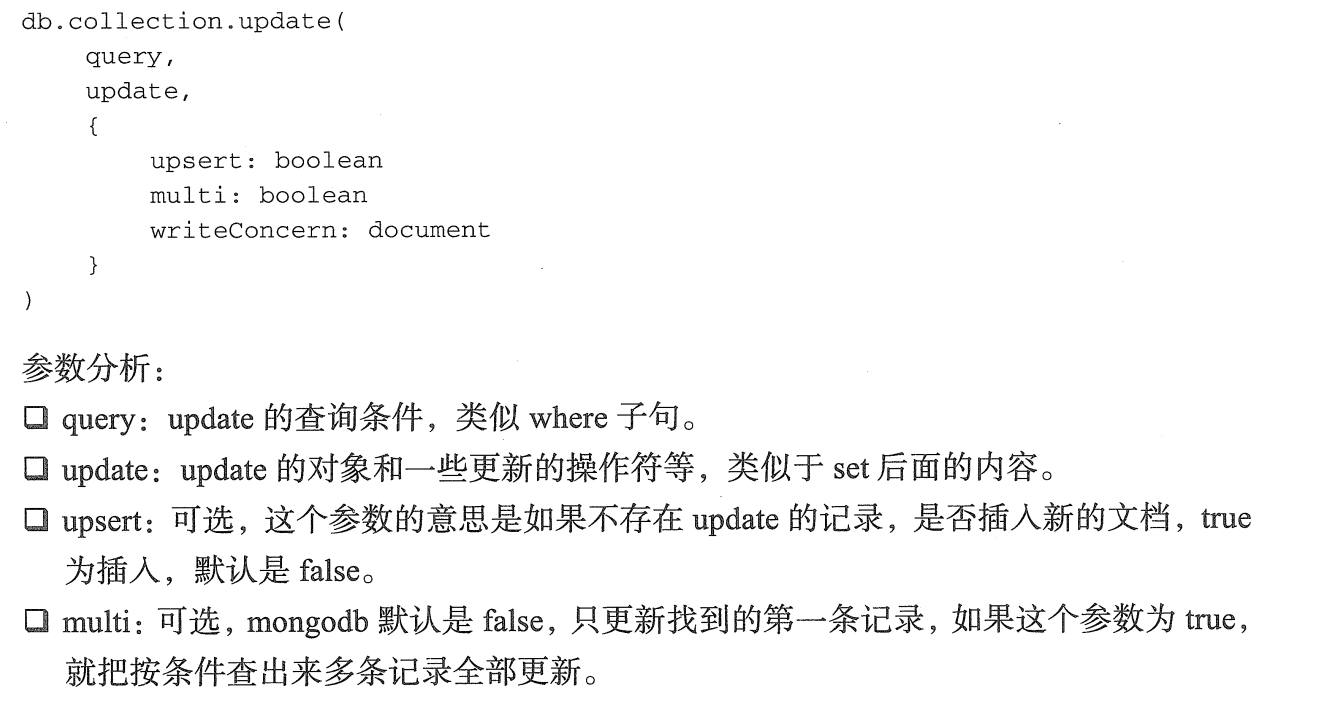 db.collection.update(
    query,
    update,
    {
        upsert: boolean
        multi: boolean
        writeConcern: document
    }
)
参数分析：
❑ query：update 的查询条件，类似 where 子句。
❑ update：update 的对象和一些更新的操作符等，类似于 set 后面的内容。
❑ upsert：可选，这个参数的意思是如果不存在 update 的记录，是否插入新的文档，true
为插入，默认是 false。
❑ multi：可选，mongodb 默认是 false，只更新找到的第一条记录，如果这个参数为 true，
就把按条件查出来多条记录全部更新。